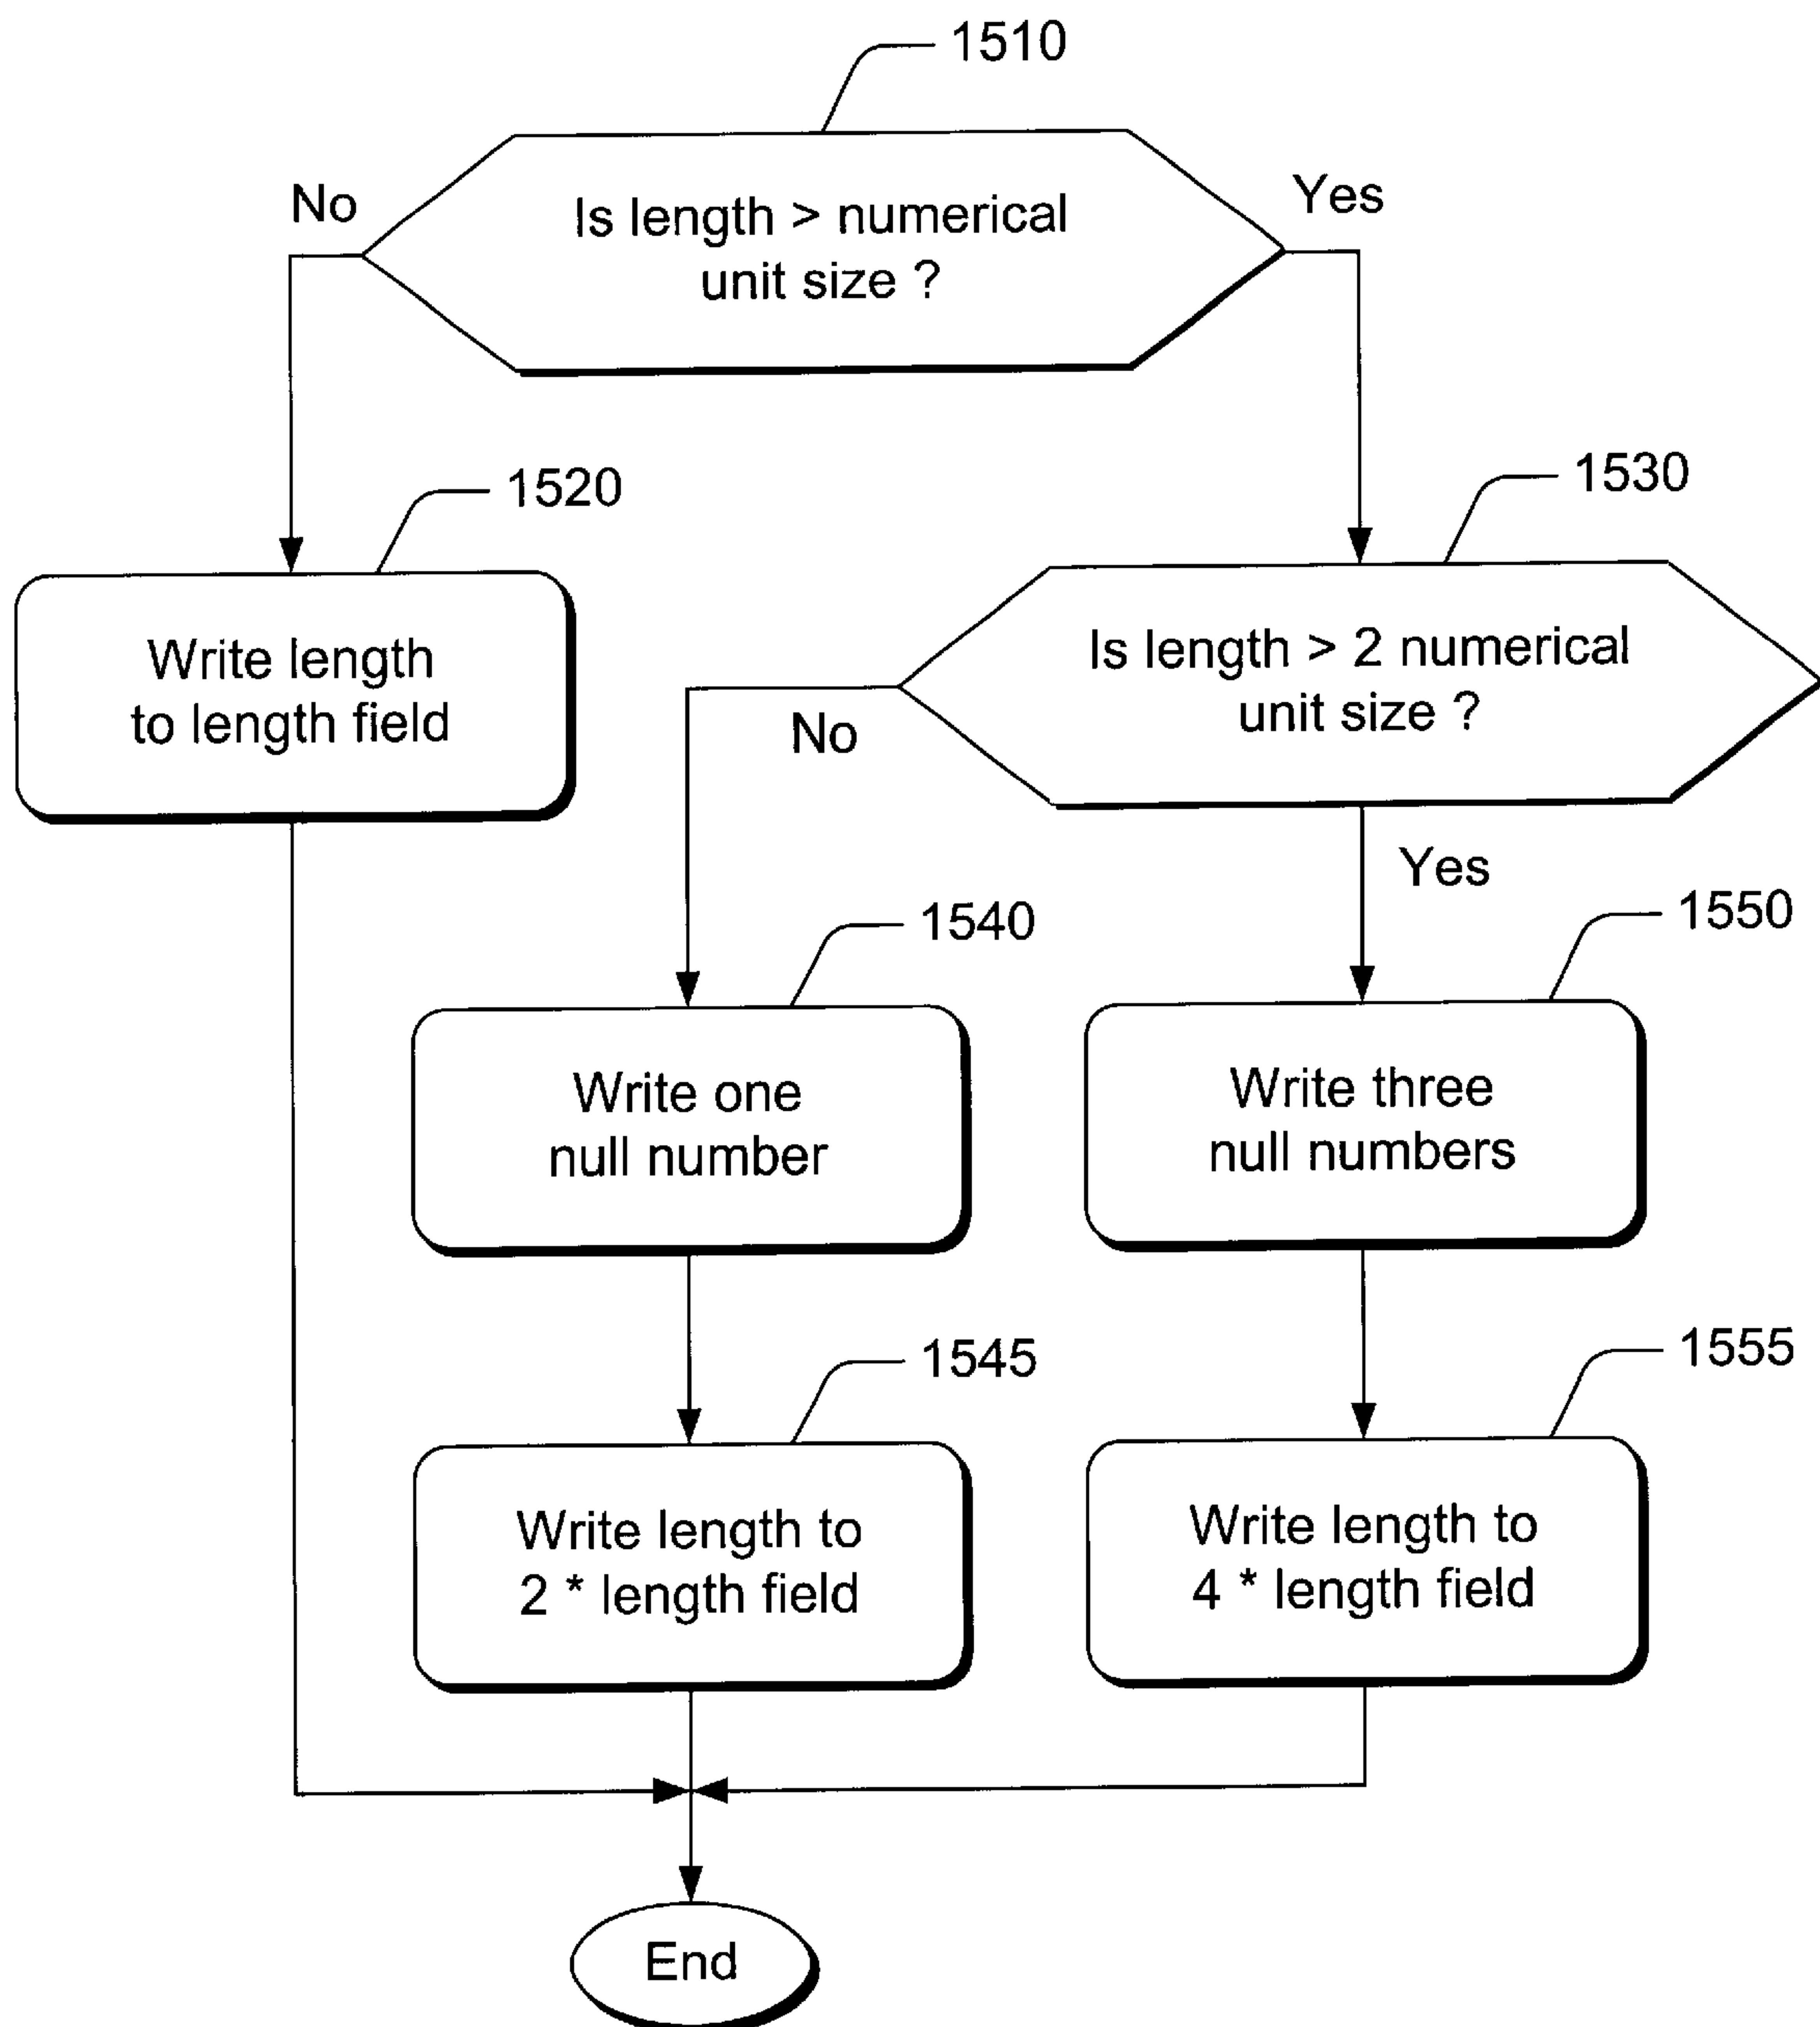 1510
No
Yes
Is length > numerical
unit size ?
1520
1530
Write length
to length field
Is length > 2 numerical
unit size ?
No
Yes
1540
1550
Write one
null number
Write three
null numbers
1545
1555
Write length to
2 * length field
Write length to
4 * length field
End